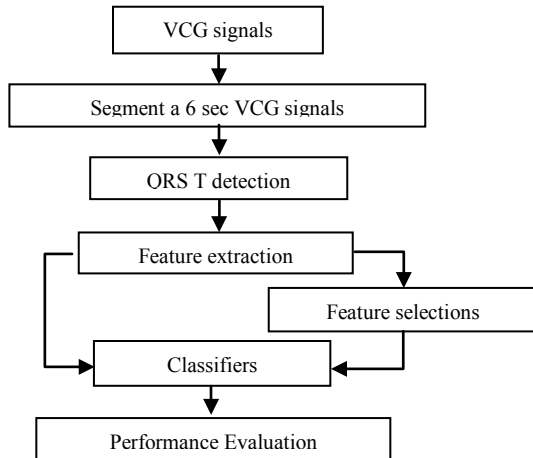 VCG signals
Segment a 6 sec VCG signals
ORS T detection
Feature extraction
Feature selections
Classifiers
Performance Evaluation